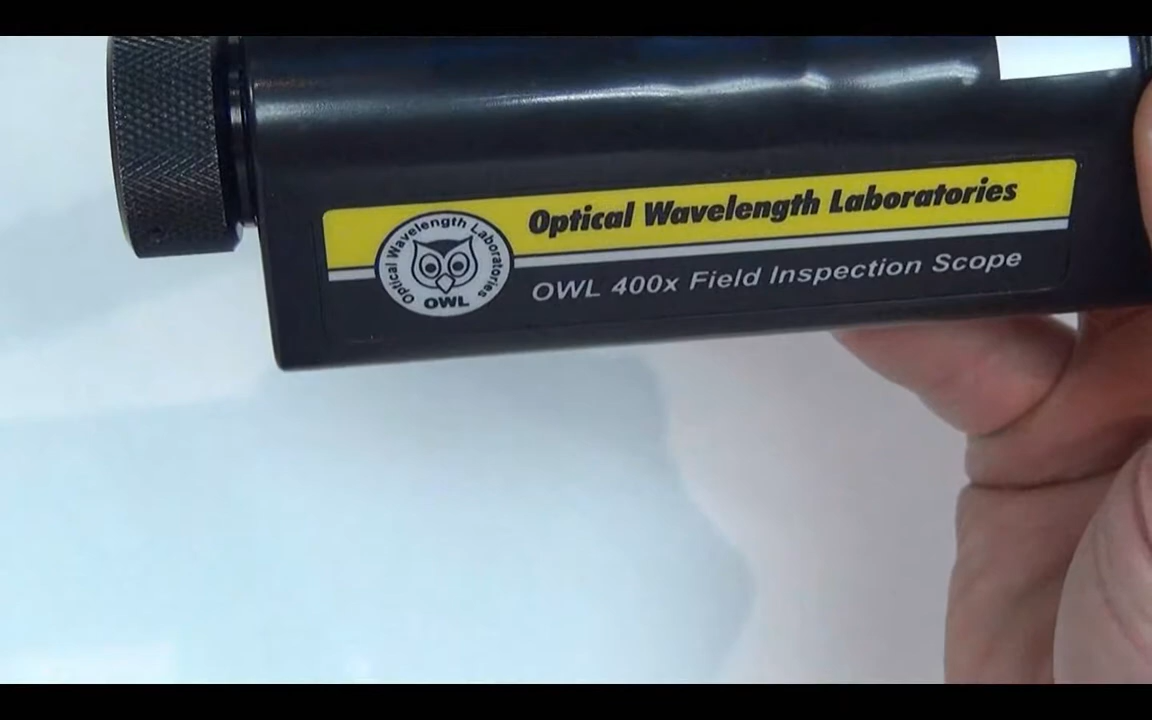 Optical Wavelength Laboratories
OWL 400x Field Inspection Scope
Optical Wavelength Laboratories
OWL